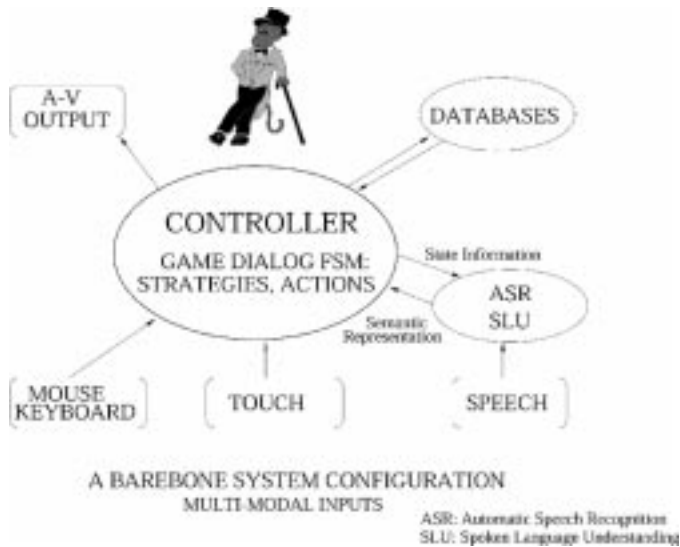 A-V
OUTPUT
DATABASES
CONTROLLER
GAME DIALOG FSM:
STRATEGIES, ACTIONS
State Information
ASR
SLU
Semantic
Representation
MOUSE
KEYBOARD
TOUCH
SPEECH
A BAREBONE SYSTEM CONFIGURATION
MULTI-MODAL INPUTS
ASR: Automatic Speech Recognition
SLU: Spoken Language Understanding